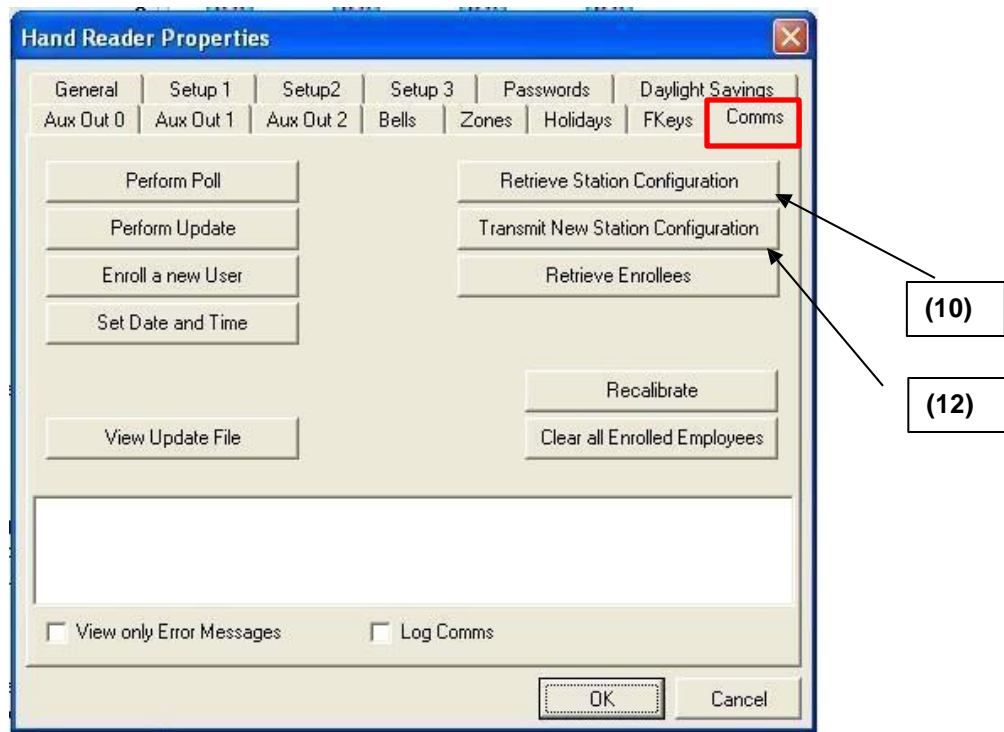 Hand Reader Properties
General Setup 1 Setup2 Setup 3 Passwords Daylight Savings
Aux Out 0 Aux Out 1 Aux Out 2 Bells Zones Holidays FKeys Comms
Perform Poll Retrieve Station Configuration
Perform Update Transmit New Station Configuration
Enroll a new User Retrieve Enrollees
Set Date and Time
(10)
Recalibrate
(12)
View Update File Clear all Enrolled Employees
View only Error Messages Log Comms
OK Cancel